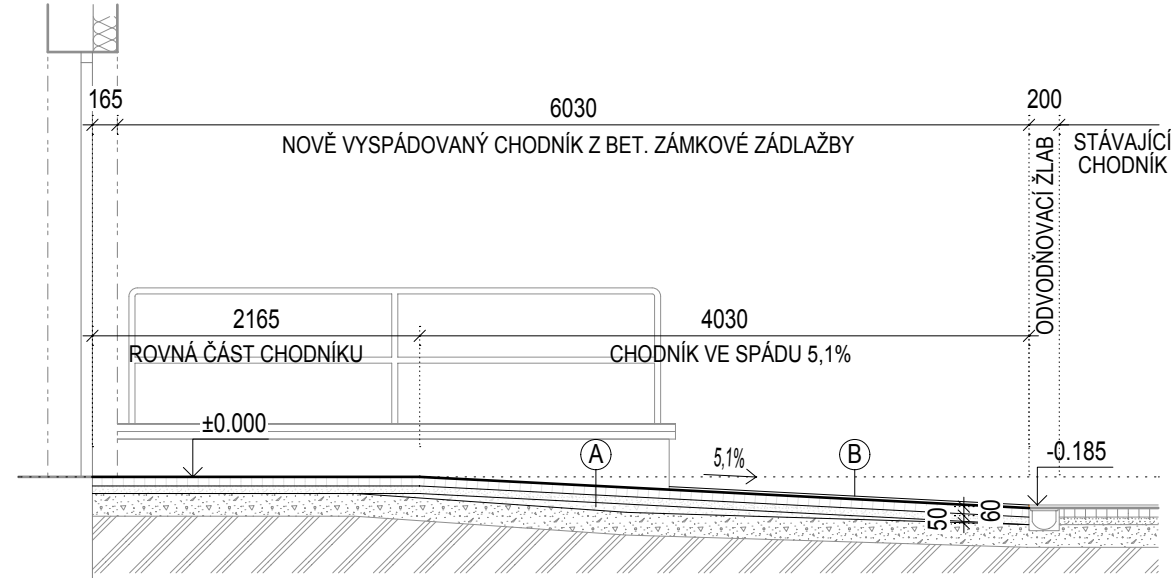 165
6030
200
NOVĚ VYSPÁDOVANÝ CHODNÍK Z BET. ZÁMKOVÉ ZÁDLAŽBY
ODVODŇOVACÍ ŽLAB
STÁVAJÍCÍ
CHODNÍK
2165
4030
ROVNÁ ČÁST CHODNÍKU
CHODNÍK VE SPÁDU 5,1%
±0.000
A
5,1%
B
-0.185
50
60